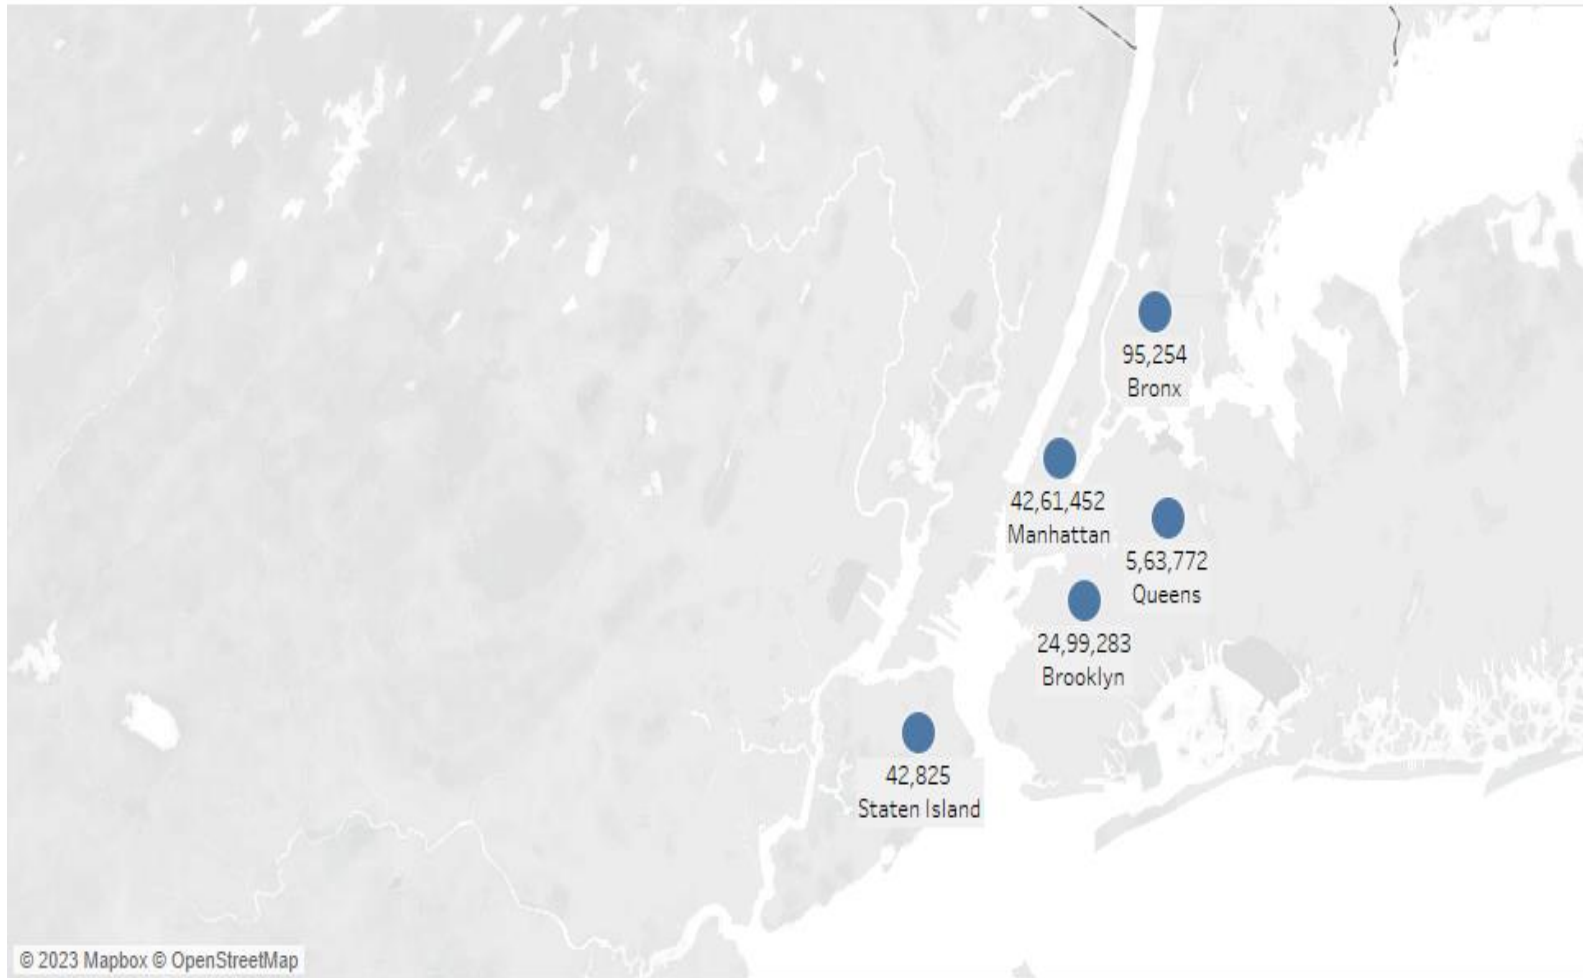 95,254
Bronx
42,61,452
Manhattan
5,63,772
Queens
24,99,283
Brooklyn
42,825
Staten Island
© 2023 Mapbox © OpenStreetMap